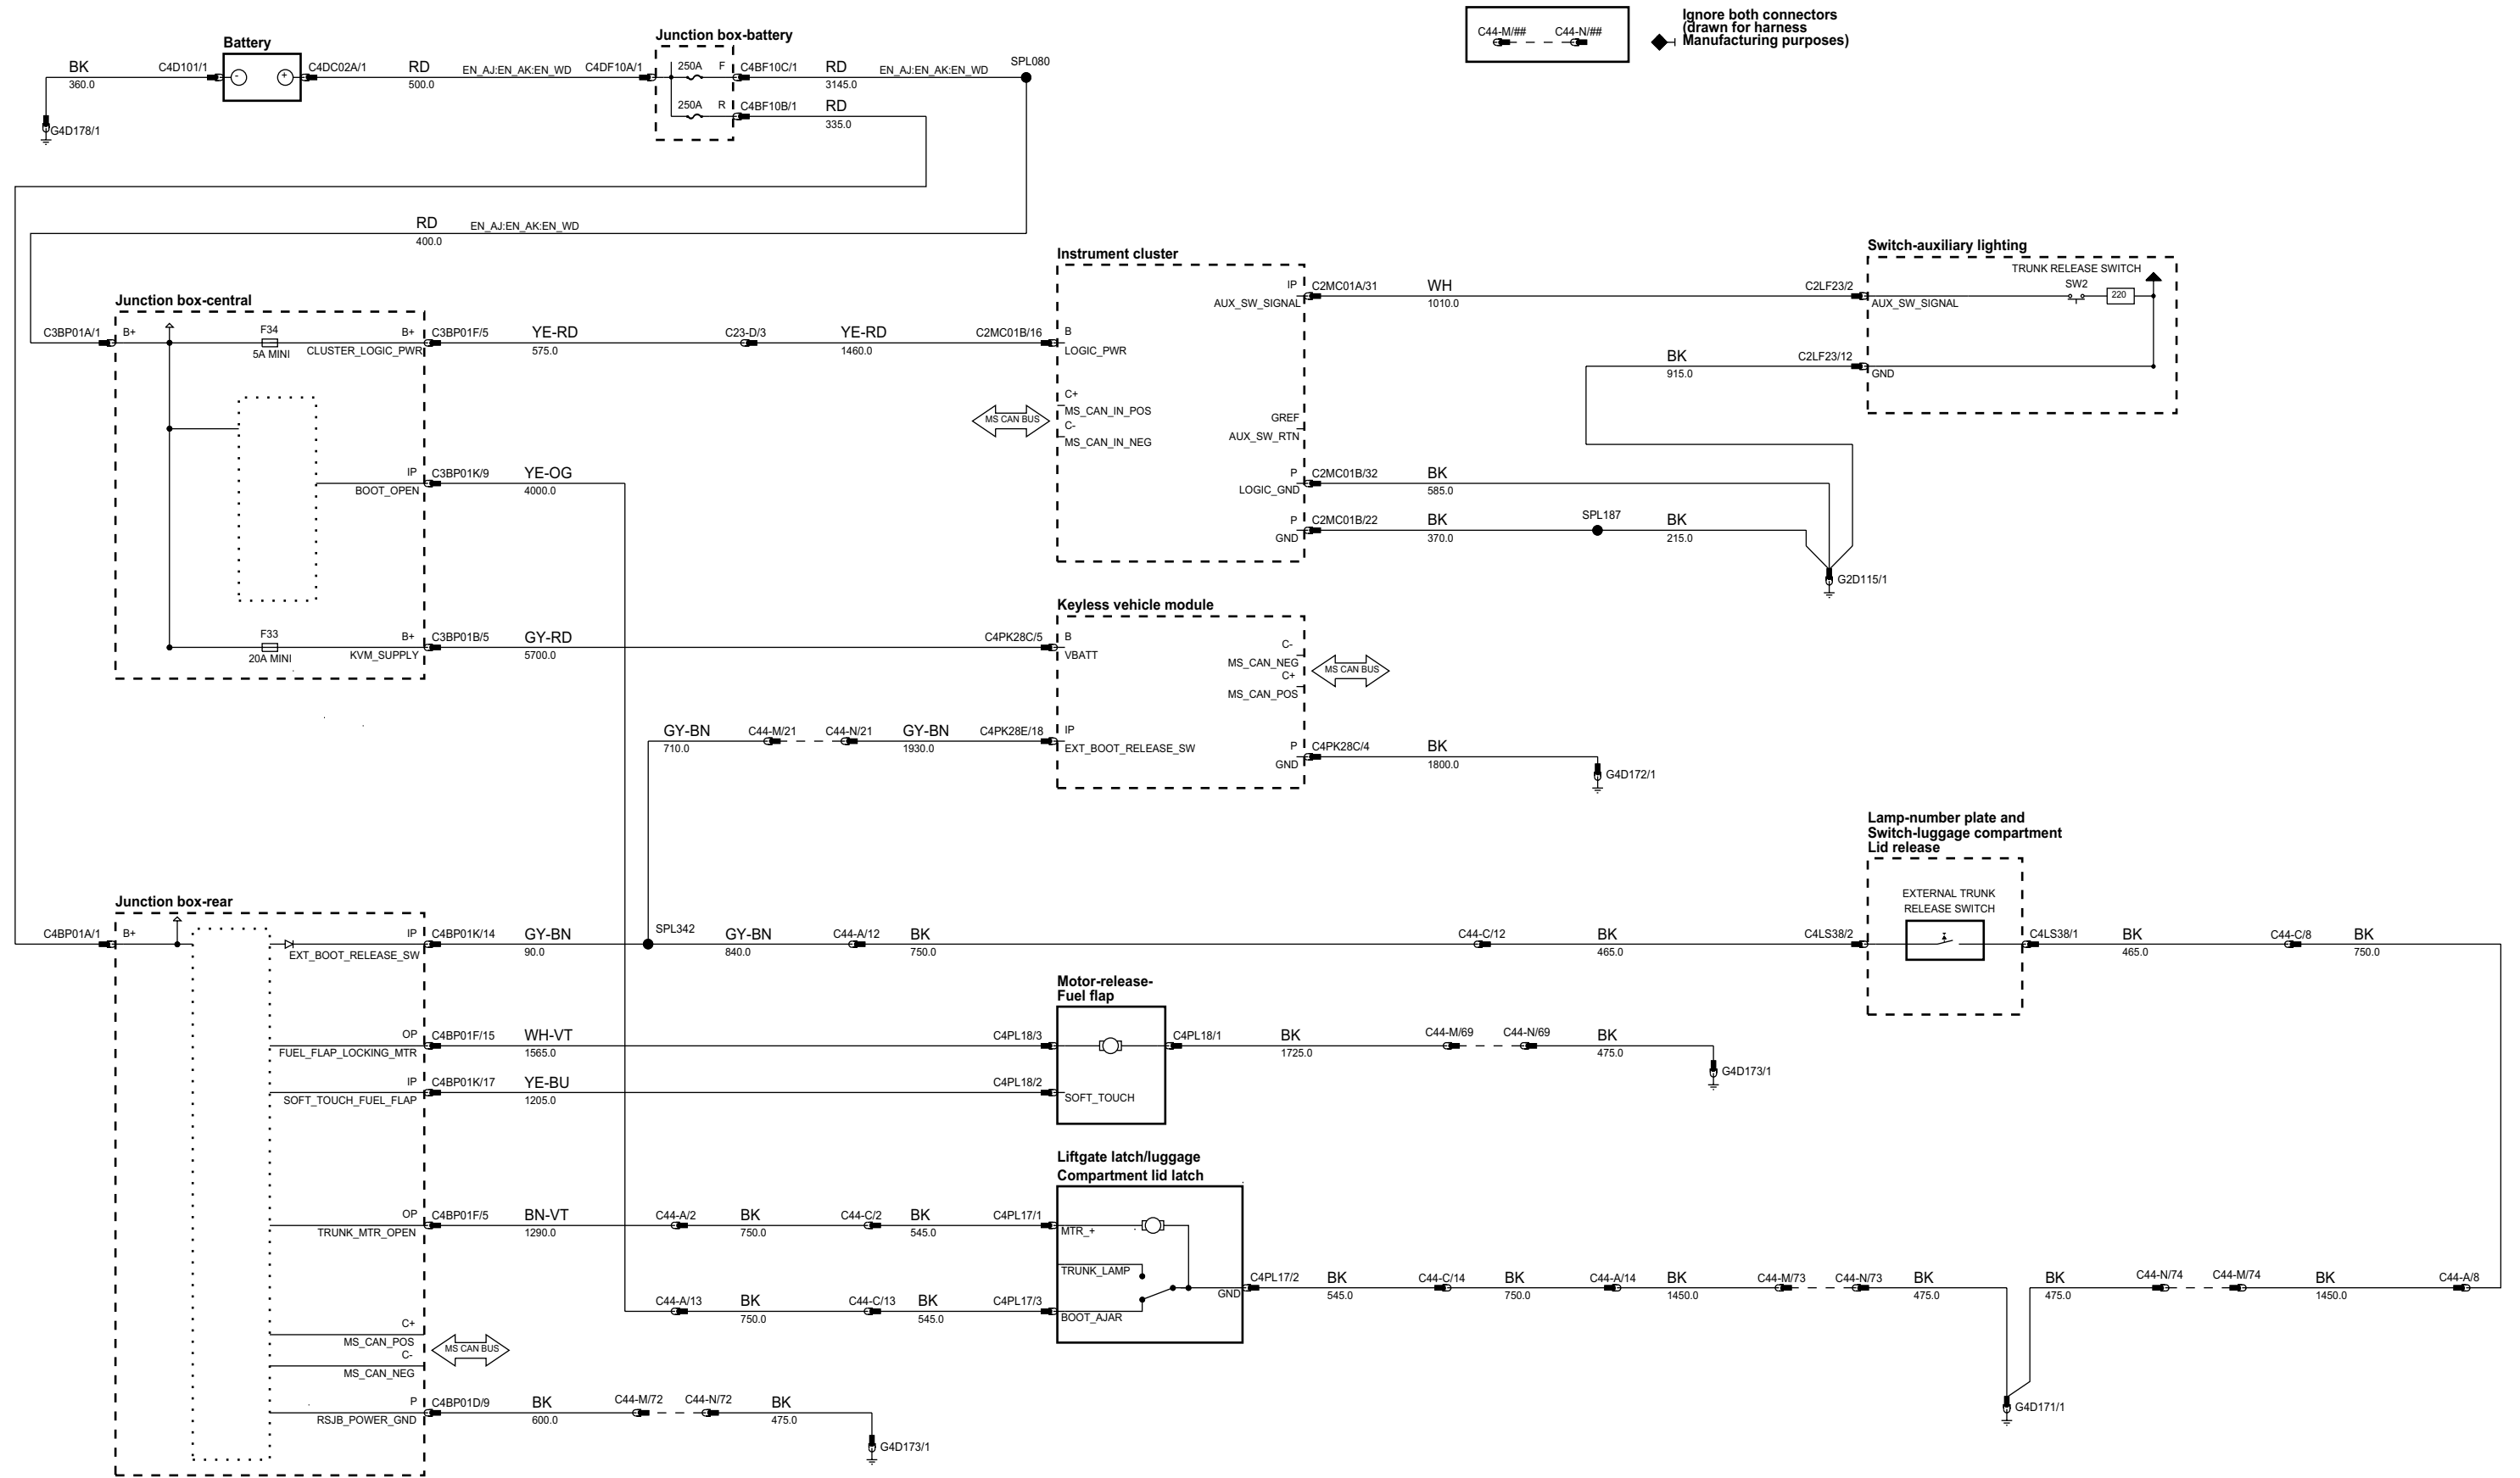 C44-M/## C44-N/##
Ignore both connectors
(drawn for harness
Manufacturing purposes)
Battery
BK
360.0
C4D101/1
-
+
C4DC02A/1
RD
500.0
EN_AJ:EN_AK:EN_WD
C4DF10A/1
G4D178/1
Junction box-battery
250A F
C4BF10C/1
RD
3145.0
EN_AJ:EN_AK:EN_WD
SPL080
250A R
C4BF10B/1
RD
335.0
RD
400.0
EN_AJ:EN_AK:EN_WD
Junction box-central
C3BP01A/1
B+
F34
5A MINI
B+
CLUSTER_LOGIC_PWR
C3BP01F/5
YE-RD
575.0
C23-D/3
YE-RD
1460.0
C2MC01B/16
IP
BOOT_OPEN
C3BP01K/9
YE-OG
4000.0
F33
20A MINI
B+
KVM_SUPPLY
C3BP01B/5
GY-RD
5700.0
C4PK28C/5
Instrument cluster
IP
AUX_SW_SIGNAL
C2MC01A/31
WH
1010.0
C2LF23/2
B
LOGIC_PWR
MS CAN BUS
C+
MS_CAN_IN_POS
C-
MS_CAN_IN_NEG
GREF
AUX_SW_RTN
P
LOGIC_GND
C2MC01B/32
BK
585.0
P
GND
C2MC01B/22
BK
370.0
SPL187
BK
215.0
G2D115/1
Switch-auxiliary lighting
TRUNK RELEASE SWITCH
SW2
220
AUX_SW_SIGNAL
BK
915.0
C2LF23/12
GND
Keyless vehicle module
B
VBATT
C-
MS_CAN_NEG
C+
MS_CAN_POS
MS CAN BUS
GY-BN
710.0
C44-M/21
C44-N/21
GY-BN
1930.0
C4PK28E/18
IP
EXT_BOOT_RELEASE_SW
P
GND
C4PK28C/4
BK
1800.0
G4D172/1
Lamp-number plate and
Switch-luggage compartment
Lid release
EXTERNAL TRUNK
RELEASE SWITCH
Junction box-rear
C4BP01A/1
B+
IP
EXT_BOOT_RELEASE_SW
C4BP01K/14
GY-BN
90.0
SPL342
GY-BN
840.0
C44-A/12
BK
750.0
C44-C/12
BK
465.0
C4LS38/2
C4LS38/1
BK
465.0
C44-C/8
BK
750.0
Motor-release-
Fuel flap
OP
FUEL_FLAP_LOCKING_MTR
C4BP01F/15
WH-VT
1565.0
C4PL18/3
C4PL18/1
BK
1725.0
C44-M/69
C44-N/69
BK
475.0
G4D173/1
IP
SOFT_TOUCH_FUEL_FLAP
C4BP01K/17
YE-BU
1205.0
C4PL18/2
SOFT_TOUCH
Liftgate latch/luggage
Compartment lid latch
OP
TRUNK_MTR_OPEN
C4BP01F/5
BN-VT
1290.0
C44-A/2
BK
750.0
C44-C/2
BK
545.0
C4PL17/1
MTR_+
TRUNK_LAMP
C44-A/13
BK
750.0
C44-C/13
BK
545.0
C4PL17/3
BOOT_AJAR
GND
C4PL17/2
BK
545.0
C44-C/14
BK
750.0
C44-A/14
BK
1450.0
C44-M/73
C44-N/73
BK
475.0
BK
475.0
C44-N/74
C44-M/74
BK
1450.0
C44-A/8
C+
MS_CAN_POS
C-
MS_CAN_NEG
MS CAN BUS
P
RSJB_POWER_GND
C4BP01D/9
BK
600.0
C44-M/72
C44-N/72
BK
475.0
G4D173/1
G4D171/1